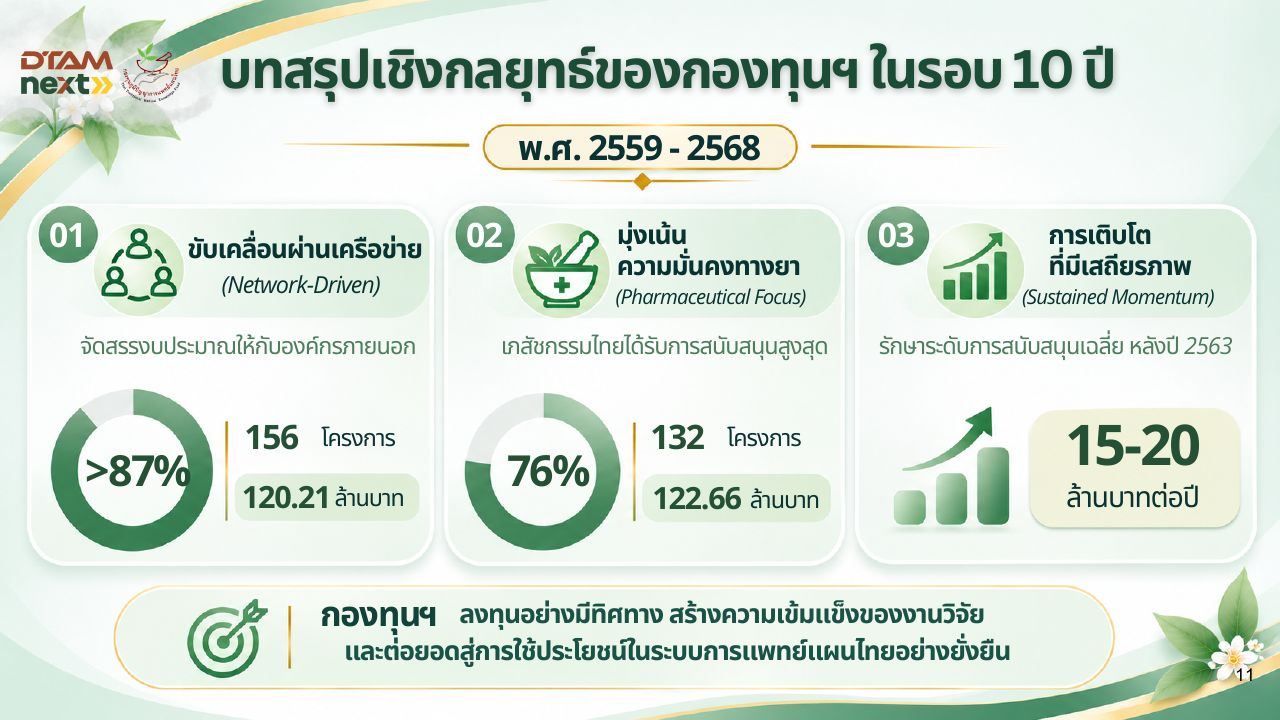 DTAM
next
บทสรุปเชิงกลยุทธ์ของกองทุนฯ ในรอบ 10 ปี
พ.ศ. 2559 - 2568
01
ขับเคลื่อนผ่านเครือข่าย
(Network-Driven)
จัดสรรงบประมาณให้กับองค์กรภายนอก
>87%
156 โครงการ
120.21 ล้านบาท
02
มุ่งเน้น
ความมั่นคงทางยา
(Pharmaceutical Focus)
เภสัชกรรมไทยได้รับการสนับสนุนสูงสุด
76%
132 โครงการ
122.66 ล้านบาท
03
การเติบโต
ที่มีเสถียรภาพ
(Sustained Momentum)
รักษาระดับการสนับสนุนเฉลี่ย หลังปี 2563
15-20
ล้านบาทต่อปี
กองทุนฯ ลงทุนอย่างมีทิศทาง สร้างความเข้มแข็งของงานวิจัย
และต่อยอดสู่การใช้ประโยชน์ในระบบการแพทย์แผนไทยอย่างยั่งยืน
11